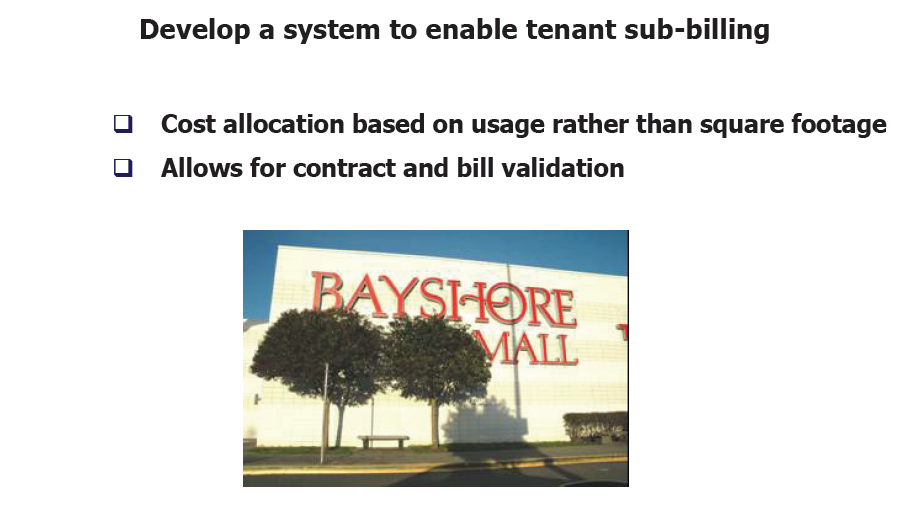 Develop a system to enable tenant sub-billing
Cost allocation based on usage rather than square footage
Allows for contract and bill validation
BAYSHORE
MALL